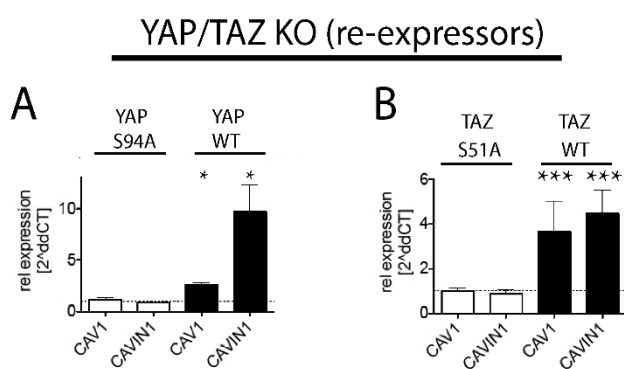 YAP/TAZ KO (re-expressors)
A
YAP
S94A
YAP
WT
* *
rel expression
[2^ddCT]
10
5
0
CAV1
CAVIN1
CAV1
CAVIN1
B
TAZ
S51A
TAZ
WT
*** ***
rel expression
[2^ddCT]
6
4
2
0
CAV1
CAVIN1
CAV1
CAVIN1